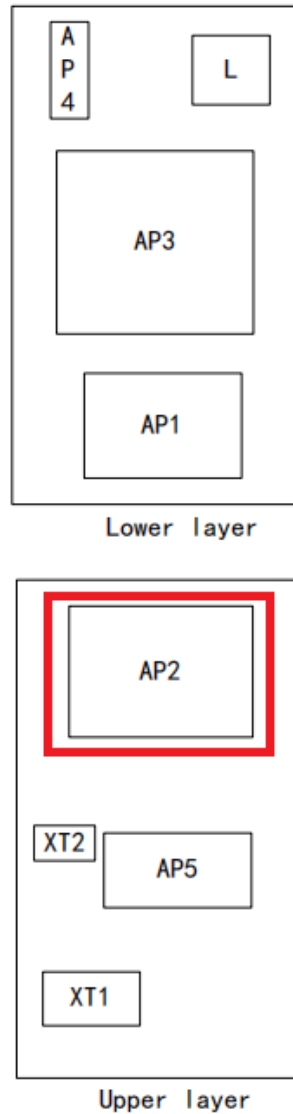 A
P
4
L
AP3
AP1
Lower layer
AP2
XT2
AP5
XT1
Upper layer